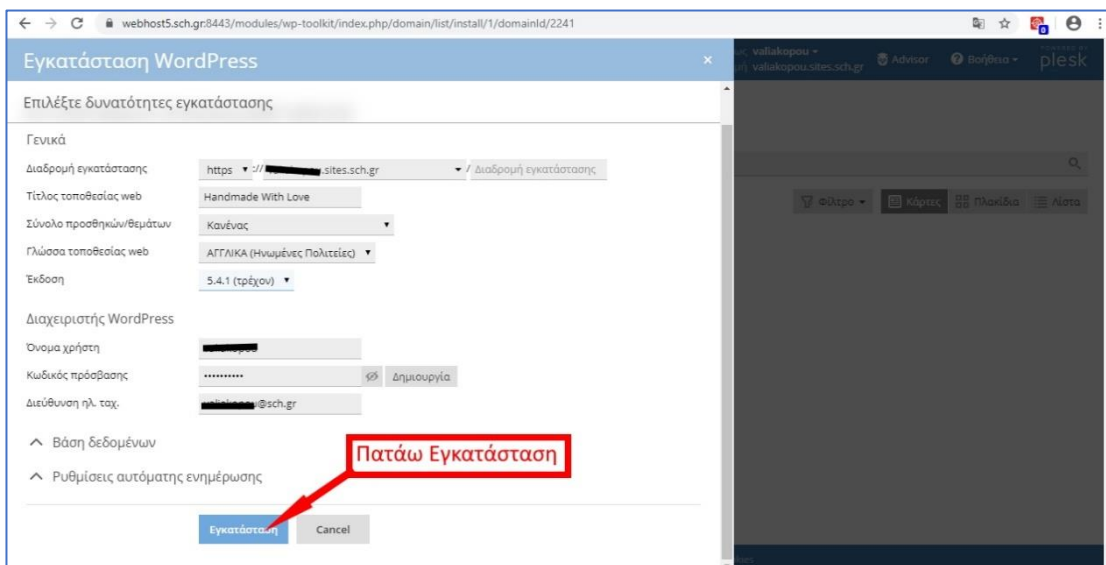 webhost5.sch.gr:8443/modules/wp-toolkit/index.php/domain/list/install/1/domainId/2241
Εγκατάσταση WordPress
valiakopou
valiakopou.sites.sch.gr
Advisor
Βοήθεια
POWERED BY
plesk
Επιλέξτε δυνατότητες εγκατάστασης
Γενικά
Διαδρομή εγκατάστασης https :// .sites.sch.gr / Διαδρομή εγκατάστασης
Τίτλος τοποθεσίας web Handmade With Love
Φίλτρο Κάρτες Πλακίδια Λίστα
Σύνολο προσθηκών/θεμάτων Κανένας
Γλώσσα τοποθεσίας web ΑΓΓΛΙΚΑ (Ηνωμένες Πολιτείες)
Έκδοση 5.4.1 (τρέχον)
Διαχειριστής WordPress
Όνομα χρήστη
Κωδικός πρόσβασης •••••••••• Δημιουργία
Διεύθυνση ηλ. ταχ. @sch.gr
Βάση δεδομένων
Πατάω Εγκατάσταση
Ρυθμίσεις αυτόματης ενημέρωσης
Εγκατάσταση Cancel